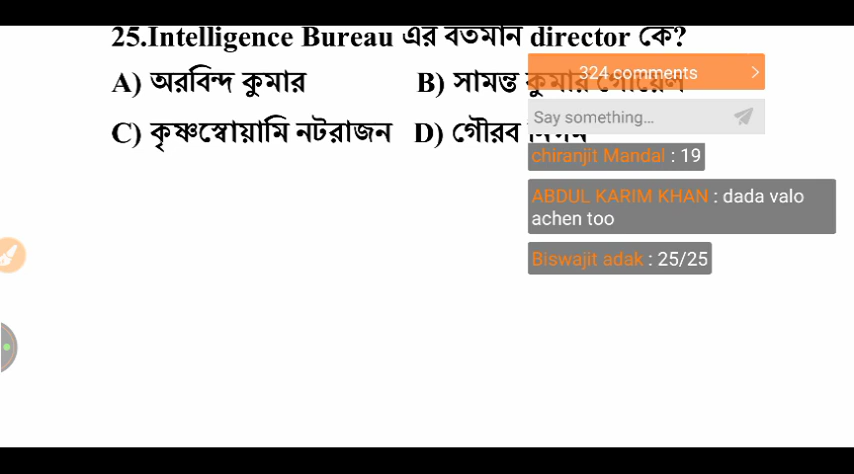 25.Intelligence Bureau এর বর্তমান director কে?
A) অরবিন্দ কুমার B) সামন্ত কুমার গোয়েল
C) কৃষ্ণস্বোয়ামি নটরাজন D) গৌরব
324 comments
Say something...
chiranjit Mandal : 19
ABDUL KARIM KHAN : dada valo
achen too
Biswajit adak : 25/25